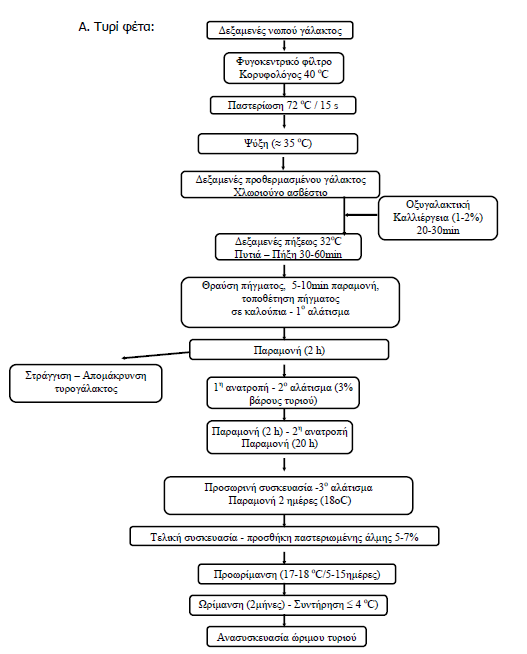 Α. Τυρί φέτα:
Δεξαμενές νωπού γάλακτος
Φυγοκεντρικό φίλτρο
Κορυφολόγος 40 ºC
Παστερίωση 72 ºC / 15 s
Ψύξη (≈ 35 ºC)
Δεξαμενές προθερμασμένου γάλακτος
Χλωριούχο ασβέστιο
Οξυγαλακτική
Καλλιέργεια (1-2%)
20-30min
Δεξαμενές πήξεως 32ºC
Πυτιά – Πήξη 30-60min
Θραύση πήγματος, 5-10min παραμονή,
τοποθέτηση πήγματος
σε καλούπια - 1º αλάτισμα
Παραμονή (2 h)
Στράγγιση – Απομάκρυνση
τυρογάλακτος
1η ανατροπή - 2º αλάτισμα (3%
βάρους τυριού)
Παραμονή (2 h) - 2η ανατροπή
Παραμονή (20 h)
Προσωρινή συσκευασία -3º αλάτισμα
Παραμονή 2 ημέρες (18οC)
Τελική συσκευασία - προσθήκη παστεριωμένης άλμης 5-7%
Προωρίμανση (17-18 ºC/5-15ημέρες)
Ωρίμανση (2μήνες) - Συντήρηση ≤ 4 ºC)
Ανασυσκευασία ώριμου τυριού